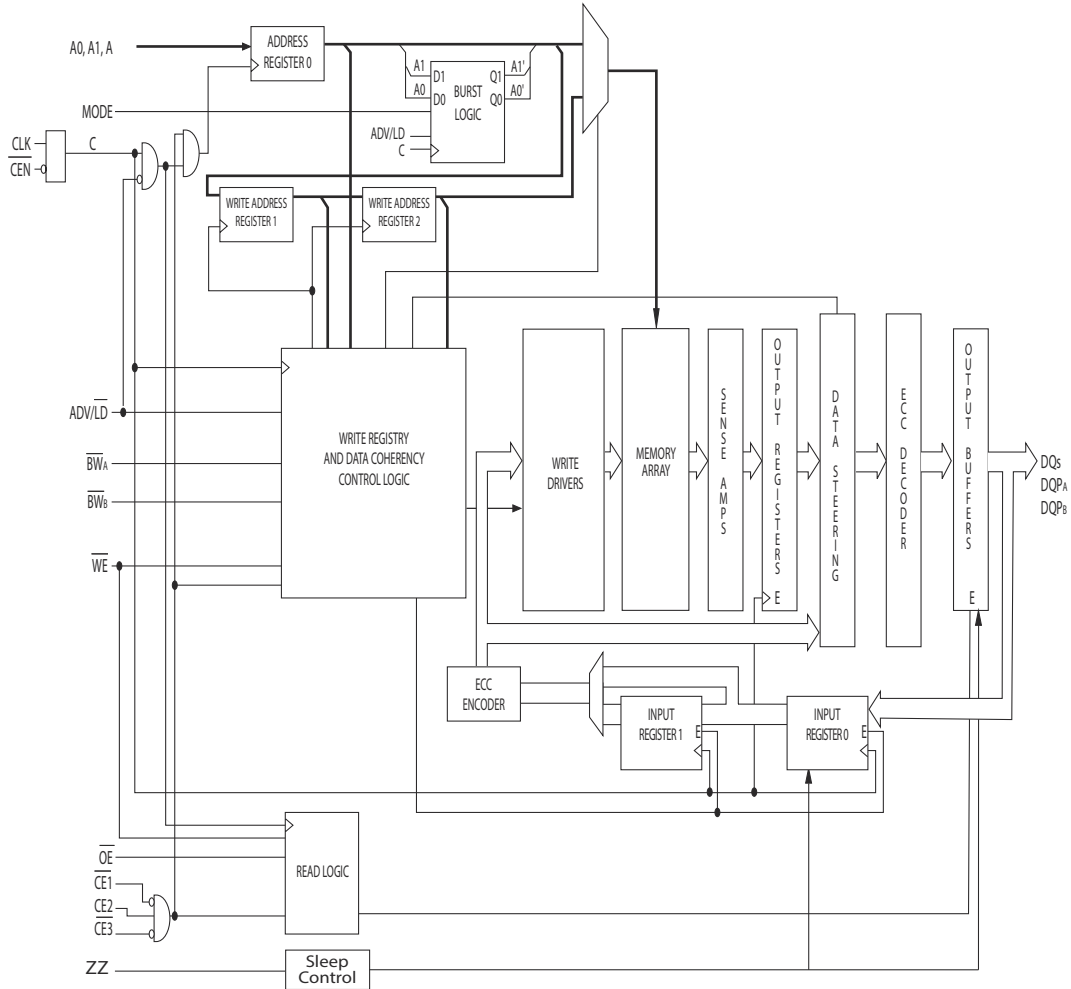 A0, A1, A
ADDRESS
REGISTER 0
A1
D1
Q1
A1'
A0
D0
Q0
A0'
BURST
LOGIC
MODE
ADV/LD
C
CLK
C
CEN
WRITE ADDRESS
REGISTER 1
WRITE ADDRESS
REGISTER 2
ADV/LD
BWA
BWB
WE
WRITE REGISTRY
AND DATA COHERENCY
CONTROL LOGIC
WRITE
DRIVERS
MEMORY
ARRAY
SENSE AMPS
OUTPUT REGISTERS
E
DATA STEERING
ECC DECODER
OUTPUT BUFFERS
E
DQs
DQPA
DQPB
ECC
ENCODER
INPUT
REGISTER 1
E
INPUT
REGISTER 0
E
OE
CE1
CE2
CE3
READ LOGIC
ZZ
Sleep
Control